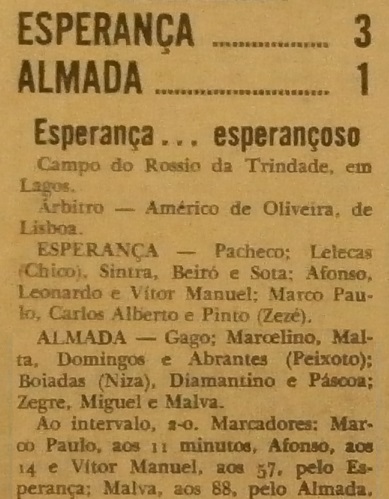 ESPERANÇA ................ 3
ALMADA ........................ 1
Esperança... esperançoso
Campo do Rossio da Trindade, em
Lagos.
Árbitro — Américo de Oliveira, de
Lisboa.
ESPERANÇA — Pacheco; Lelecas
(Chico), Sintra, Beiró e Sota; Afonso,
Leonardo e Vítor Manuel; Marco Pau-
lo, Carlos Alberto e Pinto (Zezé).
ALMADA — Gago; Marcelino, Mal-
ta, Domingos e Abrantes (Peixoto);
Boiadas (Niza), Diamantino e Páscoa;
Zegre, Miguel e Malva.
Ao intervalo, 2-0. Marcadores: Mar-
co Paulo, aos 11 minutos, Afonso, aos
14 e Vítor Manuel, aos 57, pelo Es-
perança; Malva, aos 88, pelo Almada.